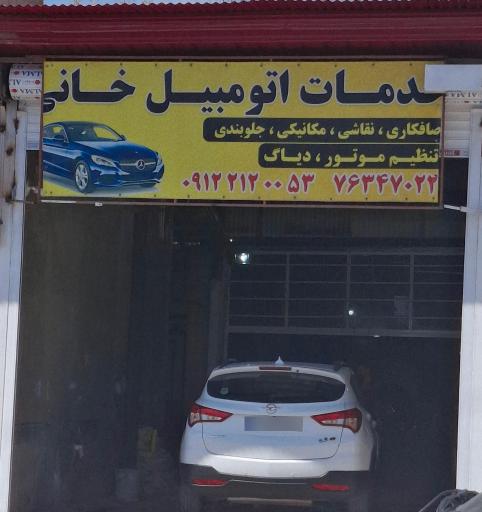 خدمات اتومبیل خانی
صافکاری ، نقاشی ، مکانیکی ، جلوبندی
تنظیم موتور ، دیاگ
۰۹۱۲ ۲۱۲ ۰۰ ۵۳ ۷۶۳۴۷۰۲۲